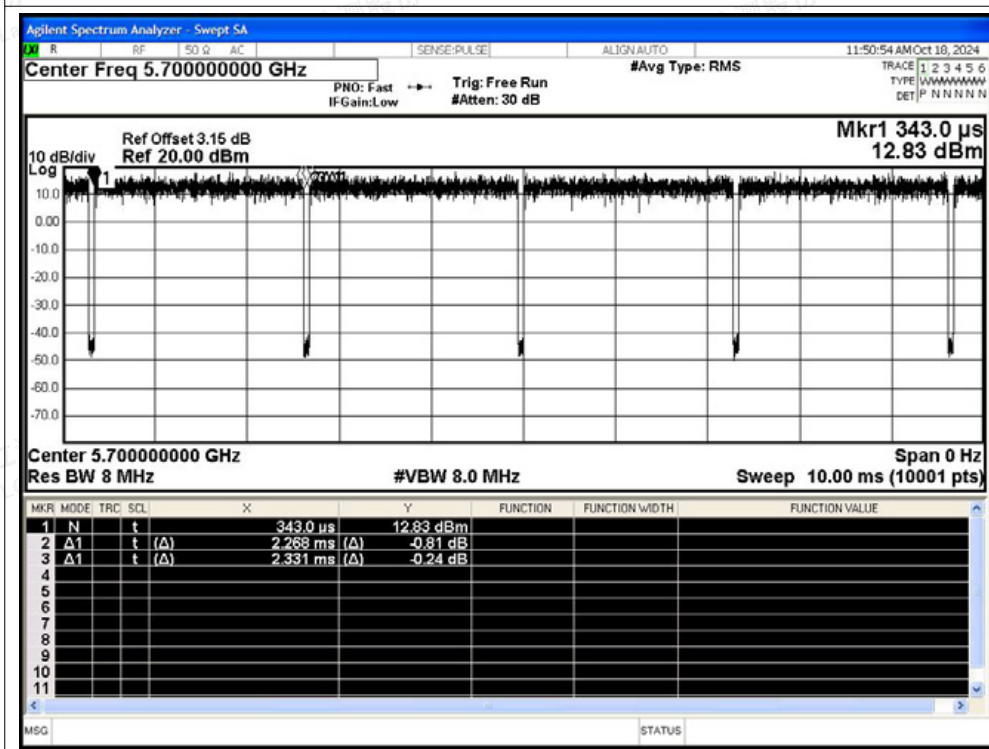 Agilent Spectrum Analyzer - Swept SA
R RF 50 Ω AC SENSE:PULSE ALIGN AUTO 11:50:54 AM Oct 18, 2024
Center Freq 5.700000000 GHz #Avg Type: RMS TRACE 1 2 3 4 5 6
PNO: Fast Trig: Free Run TYPE
IFGain:Low #Atten: 30 dB DET P N N N N N
Mkr1 343.0 µs
Ref Offset 3.15 dB
10 dB/div Ref 20.00 dBm 12.83 dBm
Log
1
10.0
0.00
-10.0
-20.0
-30.0
-40.0
-50.0
-60.0
-70.0
Center 5.700000000 GHz Span 0 Hz
Res BW 8 MHz #VBW 8.0 MHz Sweep 10.00 ms (10001 pts)
MKR MODE TRC SCL X Y FUNCTION FUNCTION WIDTH FUNCTION VALUE
1 N t 343.0 µs 12.83 dBm
2 Δ1 t (Δ) 2.268 ms (Δ) -0.81 dB
3 Δ1 t (Δ) 2.331 ms (Δ) -0.24 dB
4
5
6
7
8
9
10
11
MSG STATUS